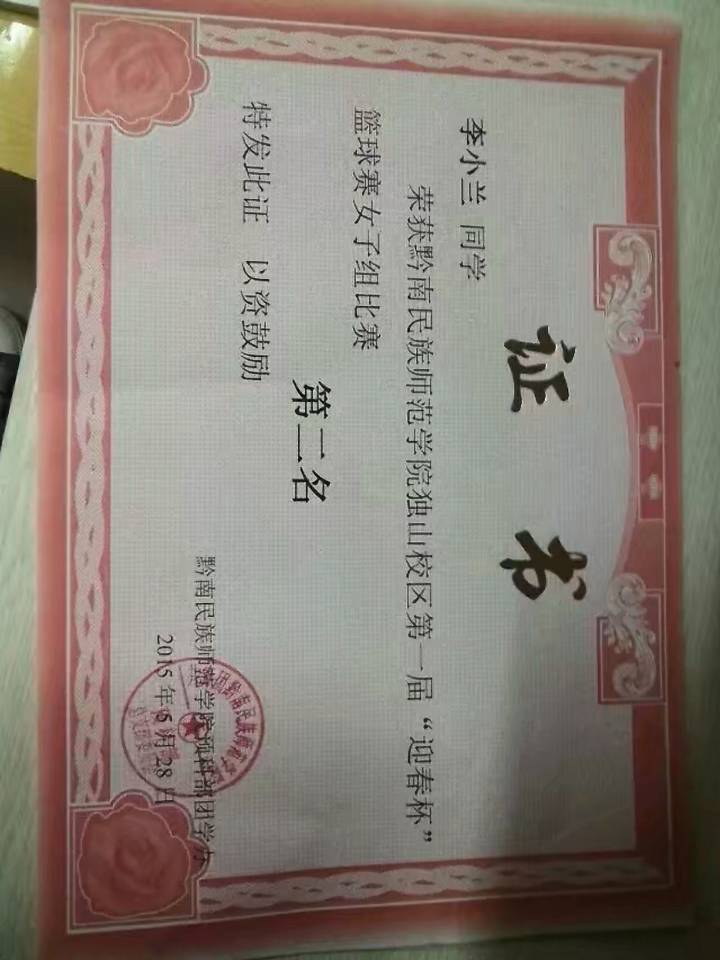 证书
李小兰 同学
荣获黔南民族师范学院独山校区第一届“迎春杯”
篮球赛女子组比赛
第二名
特发此证 以资鼓励
黔南民族师范学院预科部团学办
2015年5月28日